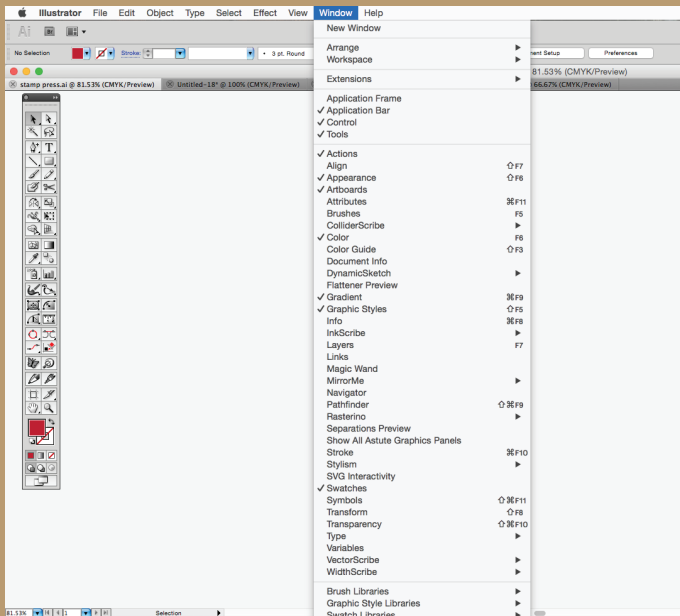 Illustrator File Edit Object Type Select Effect View Window Help
Ai Br
No Selection Stroke: 3 pt. Round ent Setup Preferences
81.53% (CMYK/Preview)
stamp press.ai @ 81.53% (CMYK/Preview) Untitled-18* @ 100% (CMYK/Preview) 66.67% (CMYK/Preview)
New Window
Arrange
Workspace
Extensions
Application Frame
✓ Application Bar
✓ Control
✓ Tools
✓ Actions
Align ⇧F7
✓ Appearance ⇧F6
✓ Artboards
Attributes ⌘F11
Brushes F5
ColliderScribe
✓ Color F6
Color Guide ⇧F3
Document Info
DynamicSketch
Flattener Preview
✓ Gradient ⌘F9
✓ Graphic Styles ⇧F5
Info ⌘F8
InkScribe
Layers F7
Links
Magic Wand
MirrorMe
Navigator
Pathfinder ⇧⌘F9
Rasterino
Separations Preview
Show All Astute Graphics Panels
Stroke ⌘F10
Stylism
SVG Interactivity
✓ Swatches
Symbols ⇧⌘F11
Transform ⇧F8
Transparency ⇧⌘F10
Type
Variables
VectorScribe
WidthScribe
Brush Libraries
Graphic Style Libraries
Swatch Libraries
81.53% 1 Selection